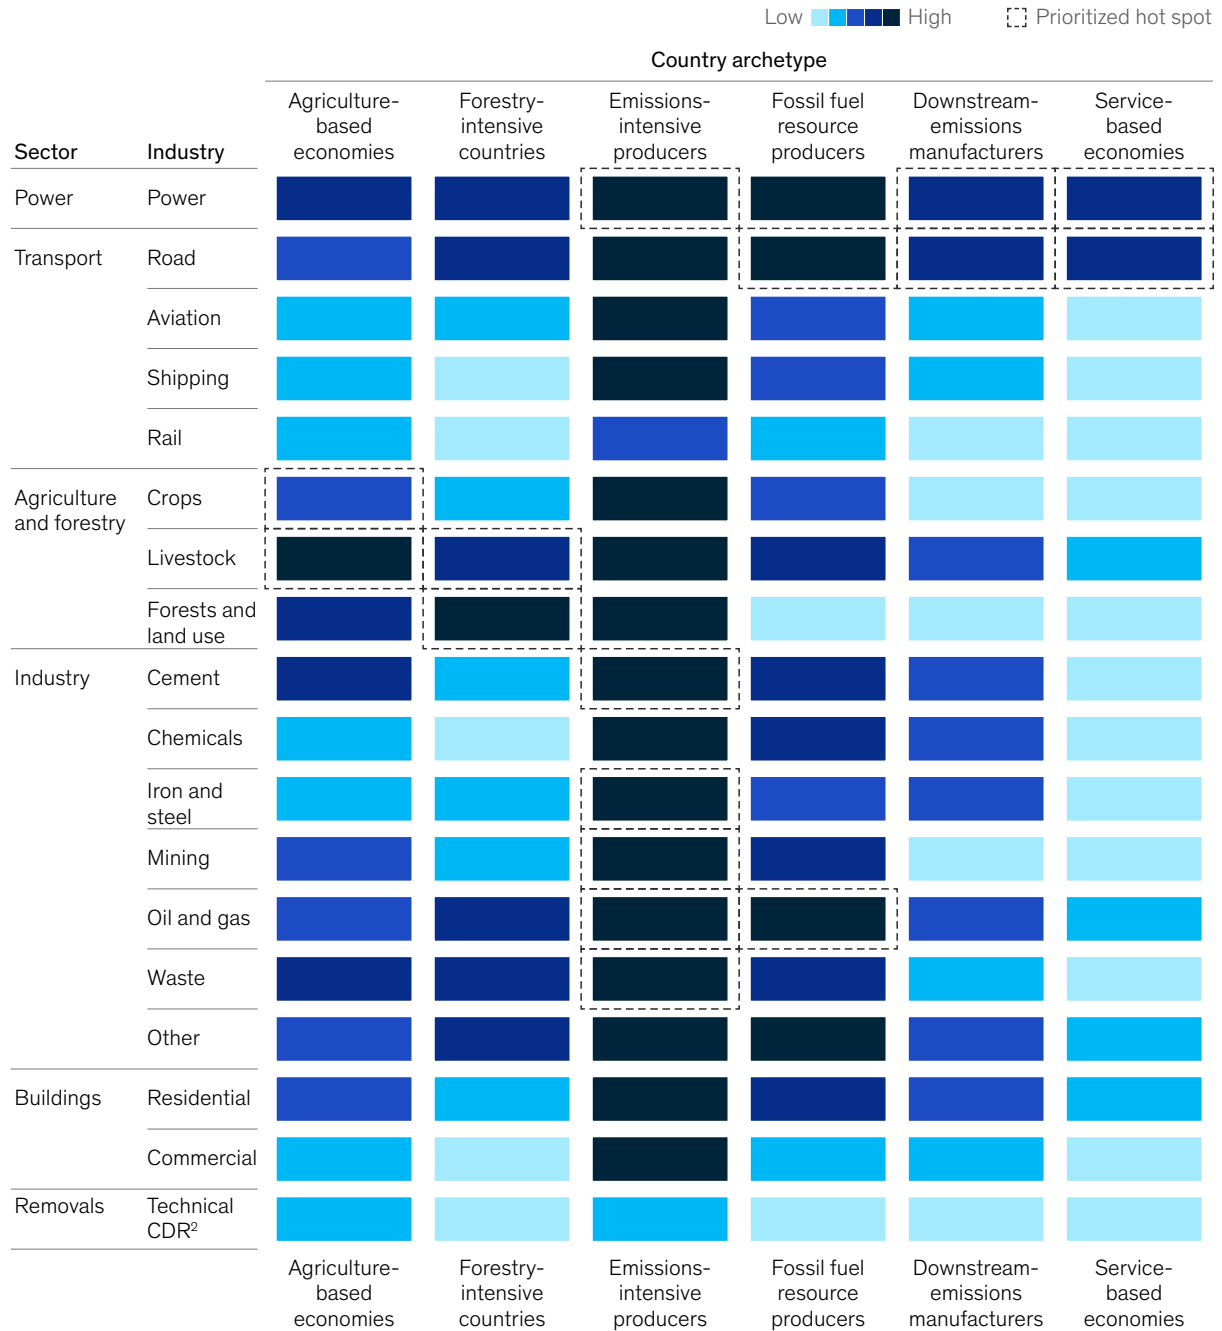 Low High Prioritized hot spot
Country archetype
Sector Industry
Agriculture-
based
economies
Forestry-
intensive
countries
Emissions-
intensive
producers
Fossil fuel
resource
producers
Downstream-
emissions
manufacturers
Service-
based
economies
Power Power
Transport Road
Aviation
Shipping
Rail
Agriculture
and forestry
Crops
Livestock
Forests and
land use
Industry Cement
Chemicals
Iron and
steel
Mining
Oil and gas
Waste
Other
Buildings Residential
Commercial
Removals Technical
CDR²
Agriculture-
based
economies
Forestry-
intensive
countries
Emissions-
intensive
producers
Fossil fuel
resource
producers
Downstream-
emissions
manufacturers
Service-
based
economies